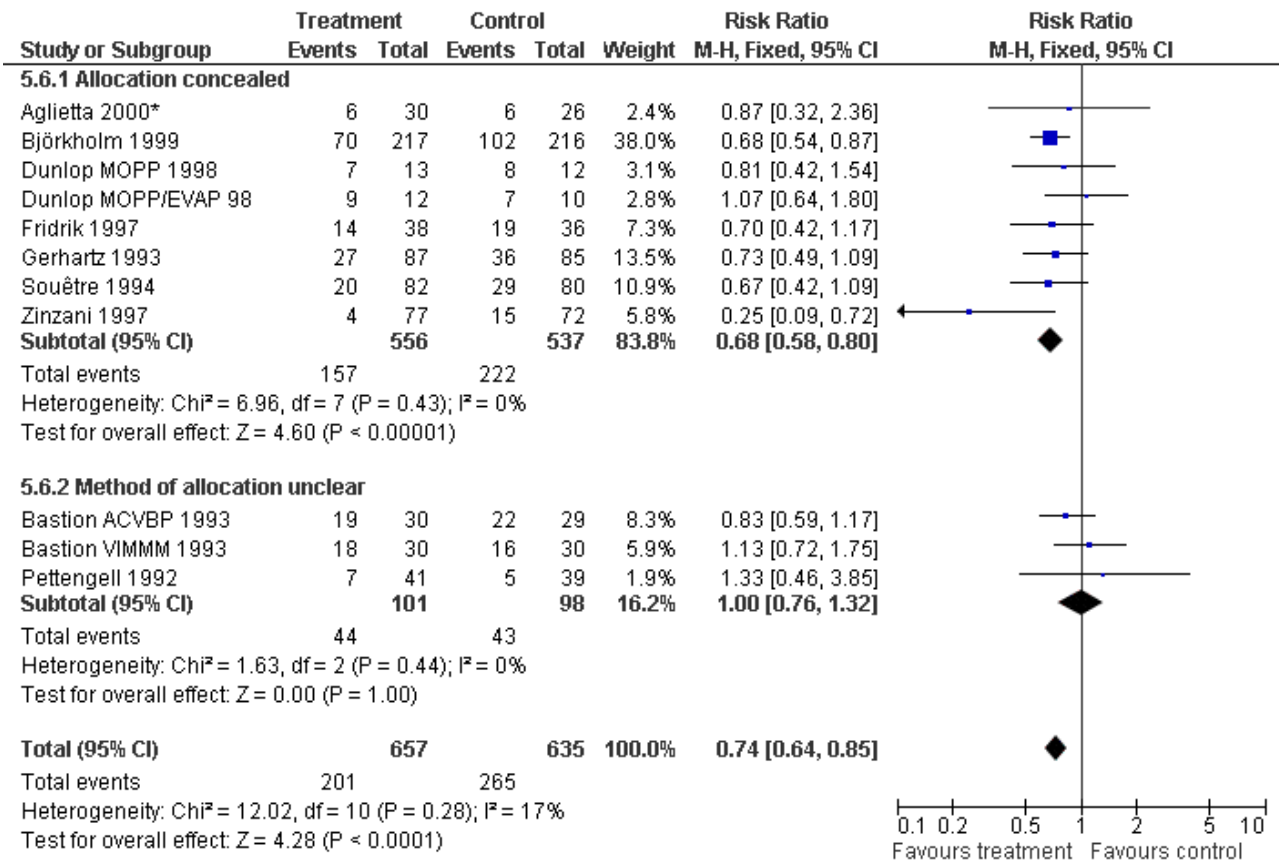 Treatment Control Risk Ratio Risk Ratio
Study or Subgroup Events Total Events Total Weight M-H, Fixed, 95% CI M-H, Fixed, 95% CI
5.6.1 Allocation concealed
Aglietta 2000* 6 30 6 26 2.4% 0.87 [0.32, 2.36]
Björkholm 1999 70 217 102 216 38.0% 0.68 [0.54, 0.87]
Dunlop MOPP 1998 7 13 8 12 3.1% 0.81 [0.42, 1.54]
Dunlop MOPP/EVAP 98 9 12 7 10 2.8% 1.07 [0.64, 1.80]
Fridrik 1997 14 38 19 36 7.3% 0.70 [0.42, 1.17]
Gerhartz 1993 27 87 36 85 13.5% 0.73 [0.49, 1.09]
Souêtre 1994 20 82 29 80 10.9% 0.67 [0.42, 1.09]
Zinzani 1997 4 77 15 72 5.8% 0.25 [0.09, 0.72]
Subtotal (95% CI) 556 537 83.8% 0.68 [0.58, 0.80]
Total events 157 222
Heterogeneity: Chi² = 6.96, df = 7 (P = 0.43); I² = 0%
Test for overall effect: Z = 4.60 (P < 0.00001)
5.6.2 Method of allocation unclear
Bastion ACVBP 1993 19 30 22 29 8.3% 0.83 [0.59, 1.17]
Bastion VIMMM 1993 18 30 16 30 5.9% 1.13 [0.72, 1.75]
Pettengell 1992 7 41 5 39 1.9% 1.33 [0.46, 3.85]
Subtotal (95% CI) 101 98 16.2% 1.00 [0.76, 1.32]
Total events 44 43
Heterogeneity: Chi² = 1.63, df = 2 (P = 0.44); I² = 0%
Test for overall effect: Z = 0.00 (P = 1.00)
Total (95% CI) 657 635 100.0% 0.74 [0.64, 0.85]
Total events 201 265
Heterogeneity: Chi² = 12.02, df = 10 (P = 0.28); I² = 17%
Test for overall effect: Z = 4.28 (P < 0.0001)
0.1 0.2 0.5 1 2 5 10
Favours treatment Favours control